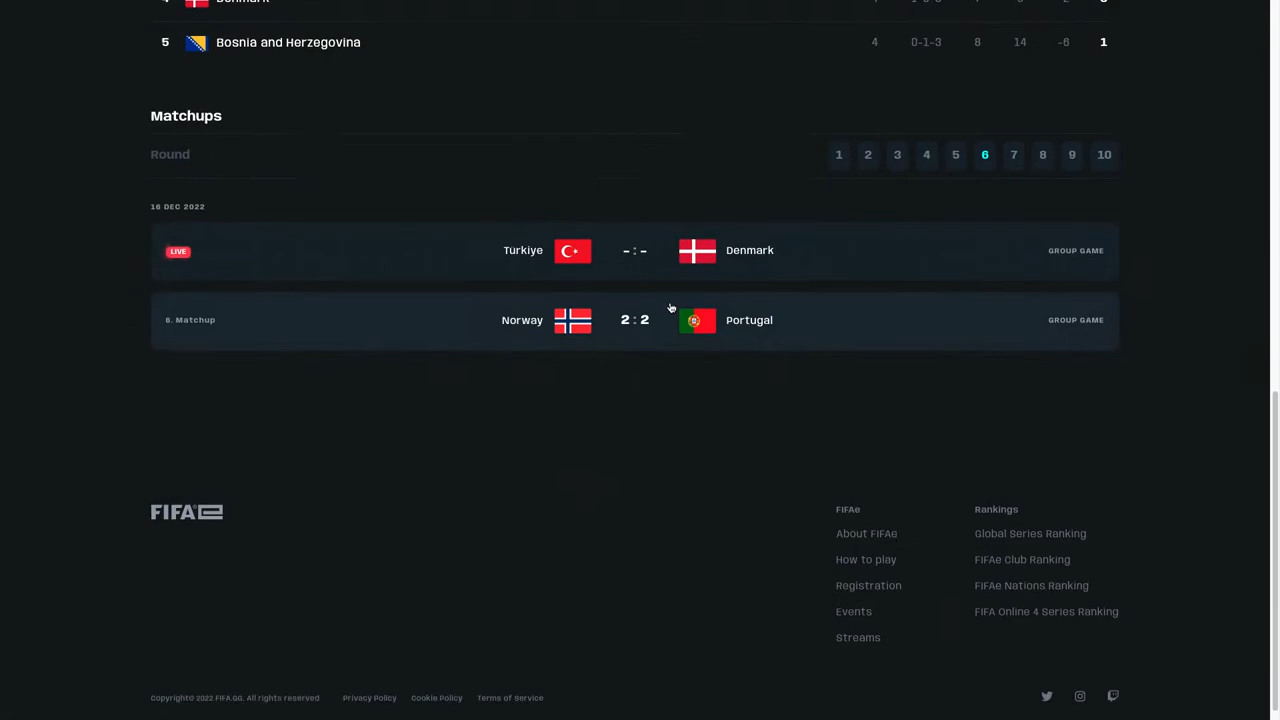 5 Bosnia and Herzegovina 4 0-1-3 8 14 -6 1
Matchups
Round 1 2 3 4 5 6 7 8 9 10
16 DEC 2022
LIVE Türkiye - : - Denmark GROUP GAME
6. Matchup Norway 2 : 2 Portugal GROUP GAME
FIFAe
FIFAe Rankings
About FIFAe Global Series Ranking
How to play FIFAe Club Ranking
Registration FIFAe Nations Ranking
Events FIFA Online 4 Series Ranking
Streams
Copyright© 2022 FIFA.GG. All rights reserved Privacy Policy Cookie Policy Terms of Service